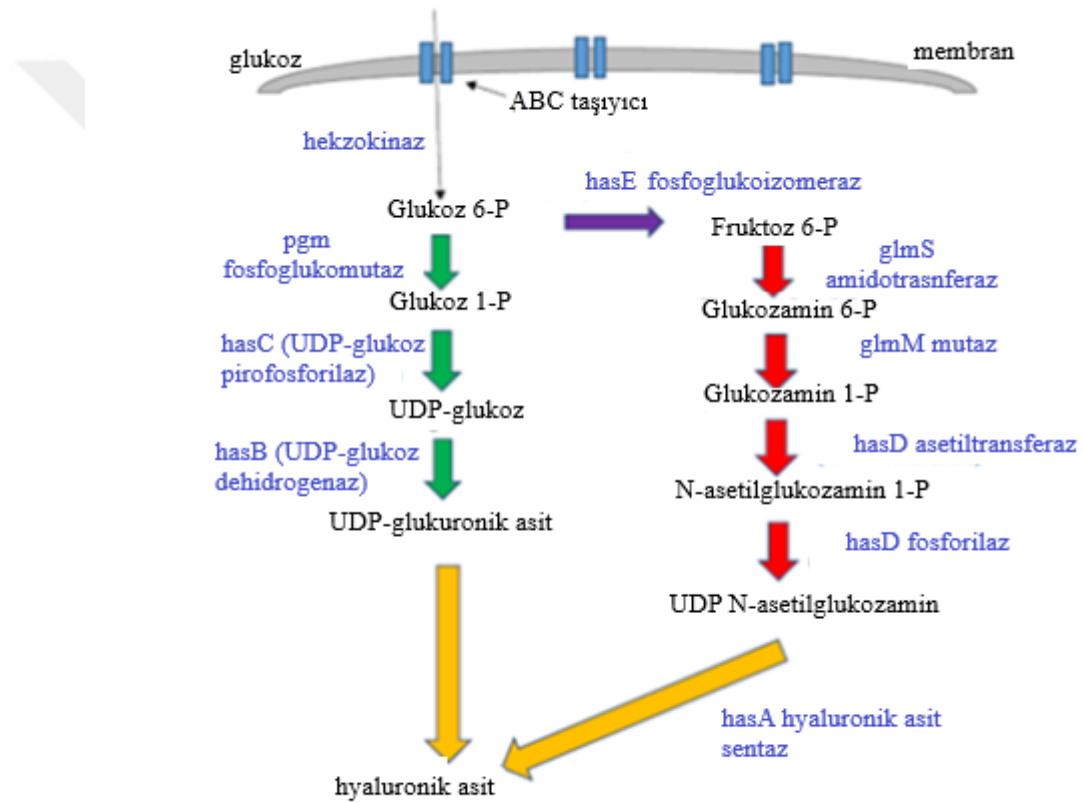 glukoz
membran
ABC taşıyıcı
hekzokinaz
hasE fosfoglukoizomeraz
Glukoz 6-P
Fruktoz 6-P
pgm
fosfoglukomutaz
glmS
amidotrasnferaz
Glukoz 1-P
Glukozamin 6-P
hasC (UDP-glukoz
pirofosforilaz)
glmM mutaz
Glukozamin 1-P
UDP-glukoz
hasB (UDP-glukoz
dehidrogenaz)
hasD asetiltransferaz
N-asetilglukozamin 1-P
UDP-glukuronik asit
hasD fosforilaz
UDP N-asetilglukozamin
hasA hyaluronik asit
sentaz
hyaluronik asit